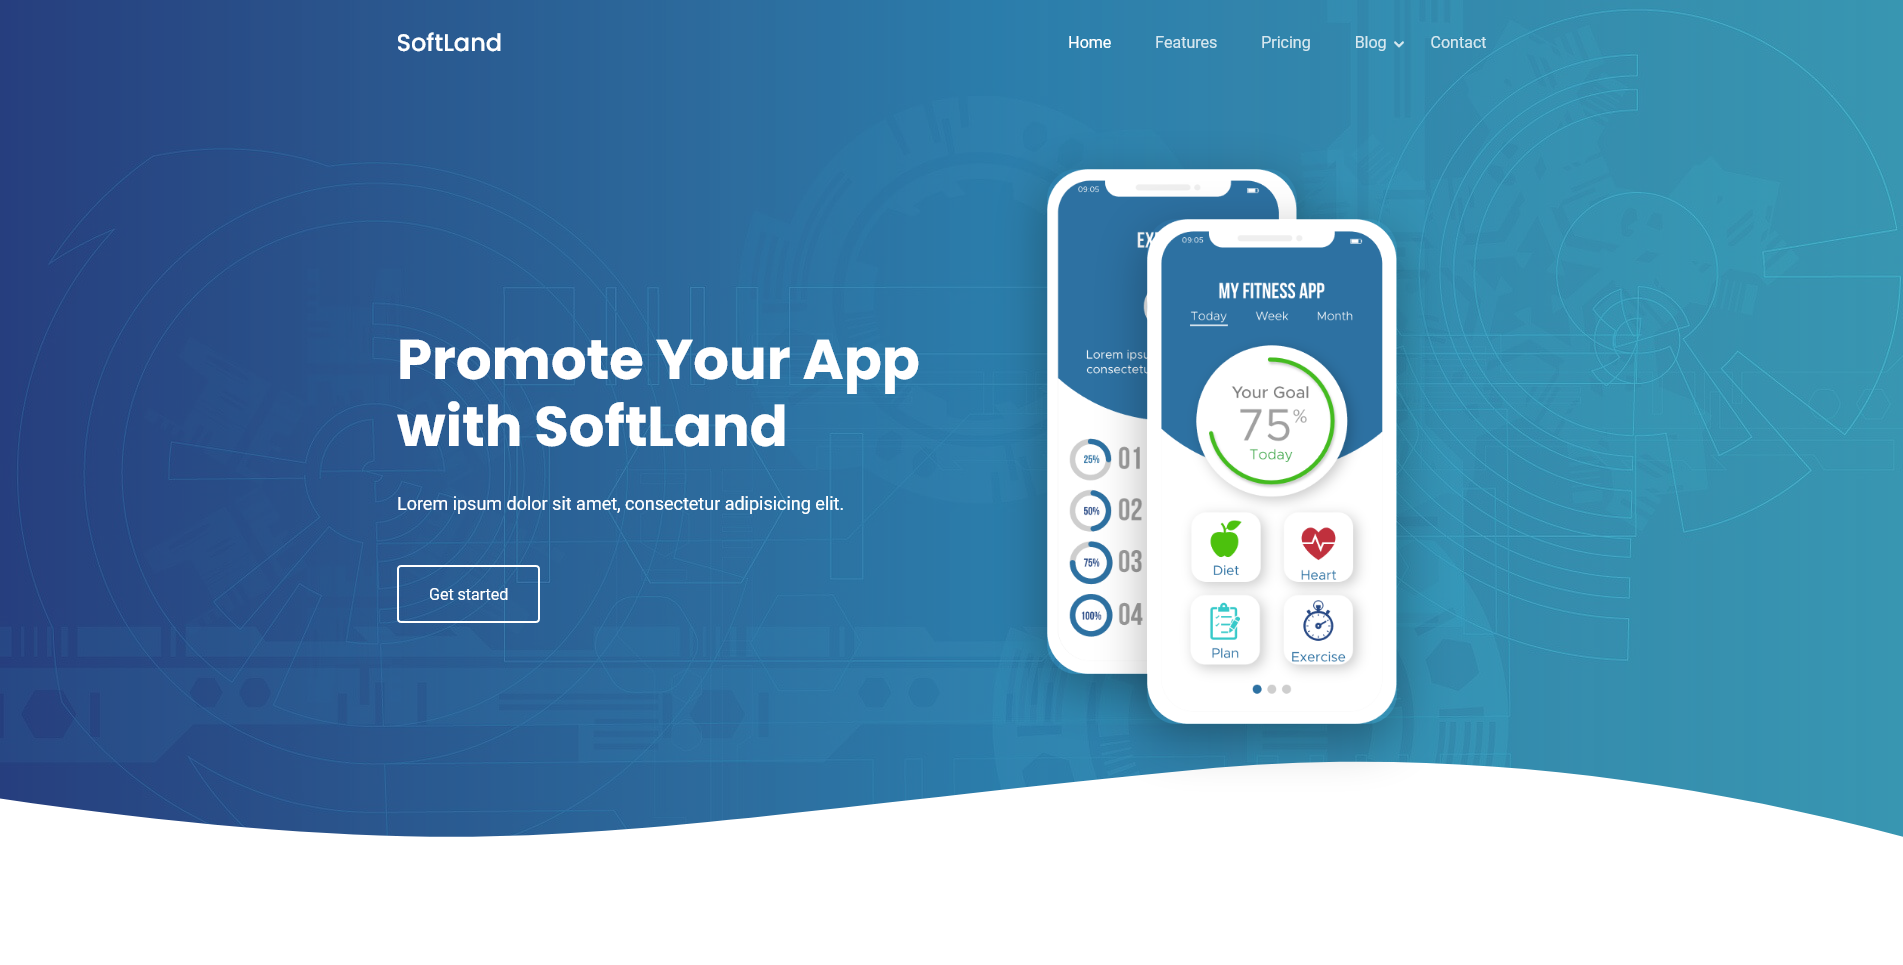 SoftLand
Home Features Pricing Blog Contact
Promote Your App
with SoftLand
Lorem ipsum dolor sit amet, consectetur adipisicing elit.
Get started
09:05
Lorem
consectetu
25% 01
50% 02
75% 03
100% 04
09:05
MY FITNESS APP
Today Week Month
Your Goal
75%
Today
Diet Heart
Plan Exercise